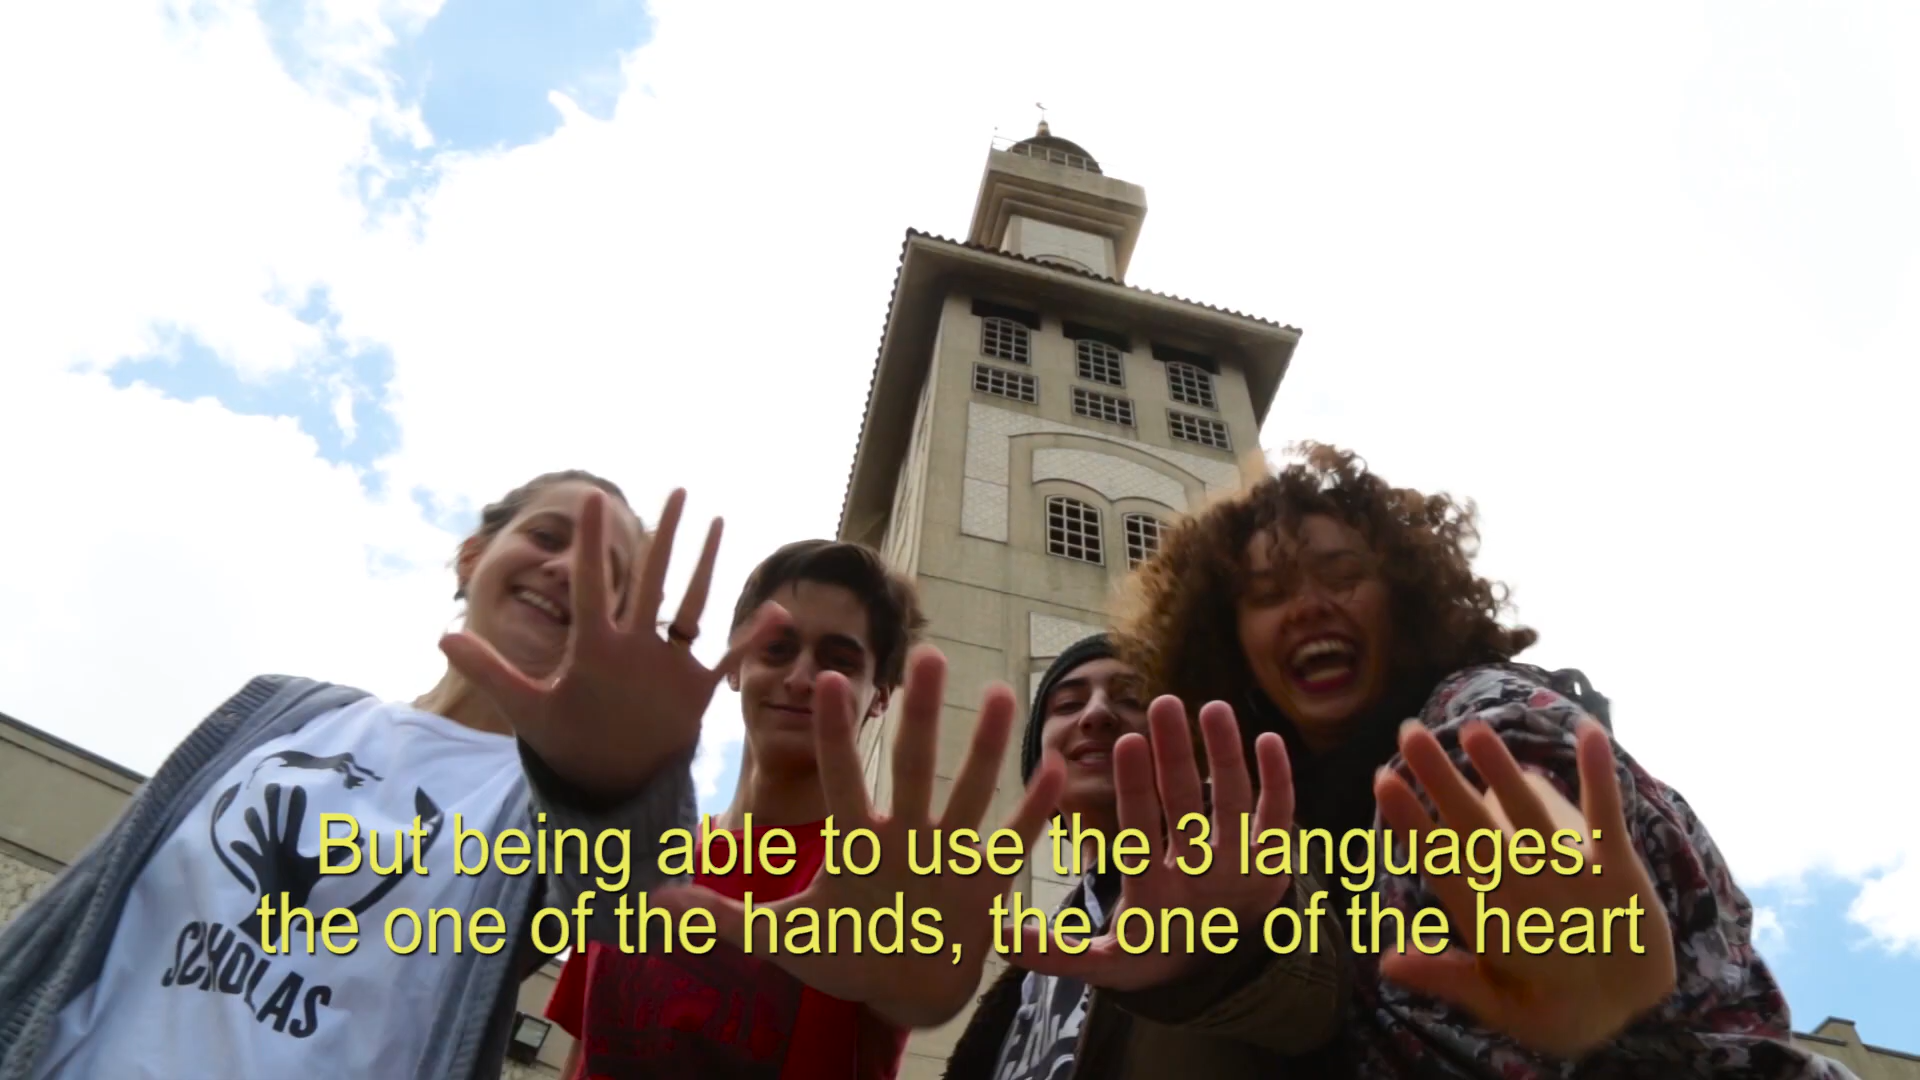 But being able to use the 3 languages:
the one of the hands, the one of the heart
SCHOLAS